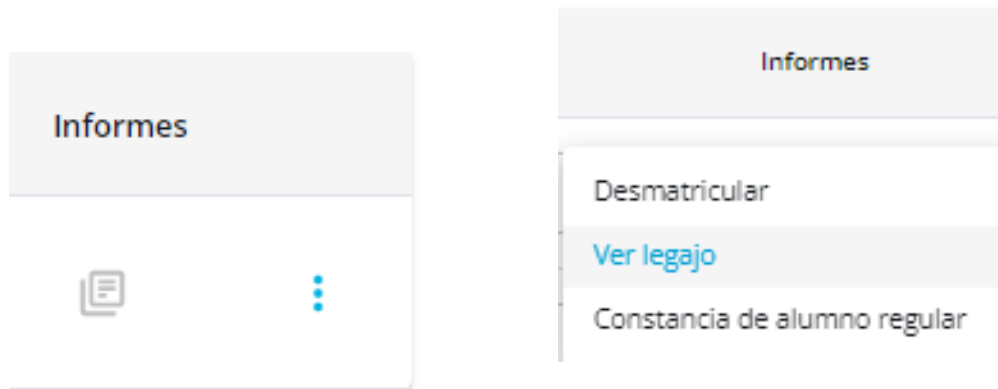 Informes
Informes
Desmatricular
Ver legajo
Constancia de alumno regular